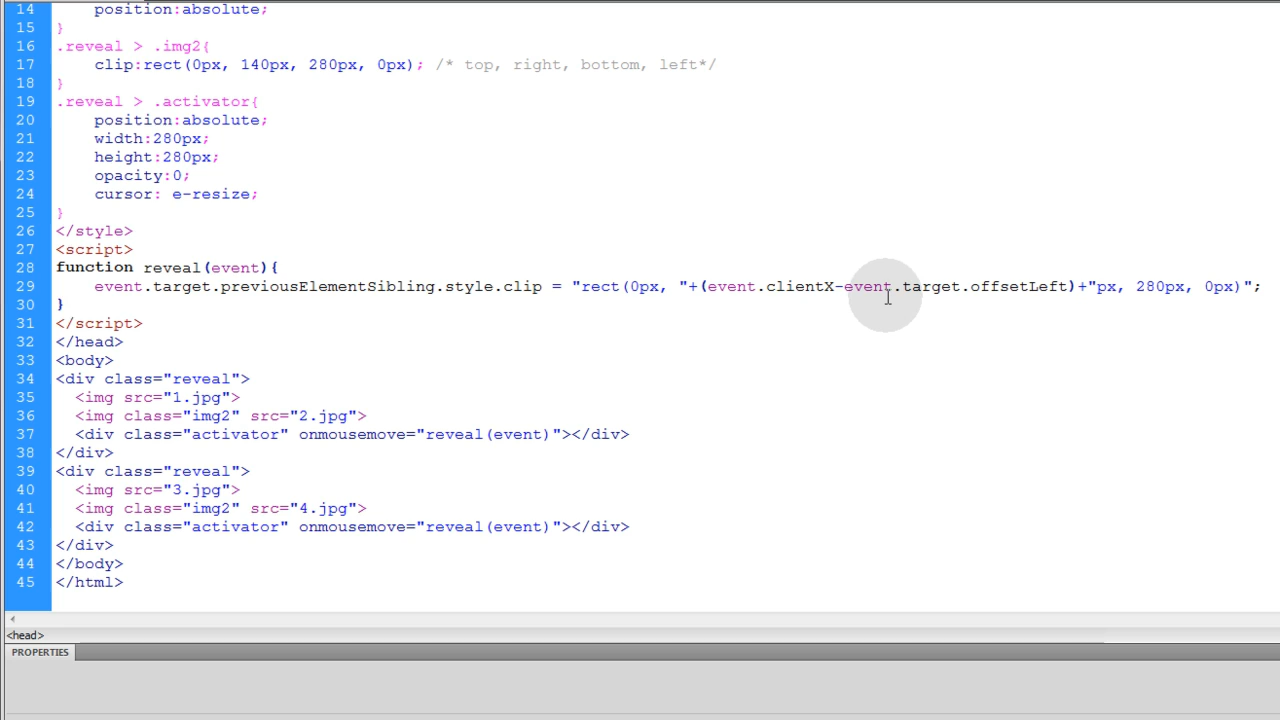 14     position:absolute;
15 }
16 .reveal > .img2{
17     clip:rect(0px, 140px, 280px, 0px); /* top, right, bottom, left*/
18 }
19 .reveal > .activator{
20     position:absolute;
21     width:280px;
22     height:280px;
23     opacity:0;
24     cursor: e-resize;
25 }
26 </style>
27 <script>
28 function reveal(event){
29     event.target.previousElementSibling.style.clip = "rect(0px, "+(event.clientX-event.target.offsetLeft)+"px, 280px, 0px)";
30 }
31 </script>
32 </head>
33 <body>
34 <div class="reveal">
35   <img src="1.jpg">
36   <img class="img2" src="2.jpg">
37   <div class="activator" onmousemove="reveal(event)"></div>
38 </div>
39 <div class="reveal">
40   <img src="3.jpg">
41   <img class="img2" src="4.jpg">
42   <div class="activator" onmousemove="reveal(event)"></div>
43 </div>
44 </body>
45 </html>
<head>
PROPERTIES